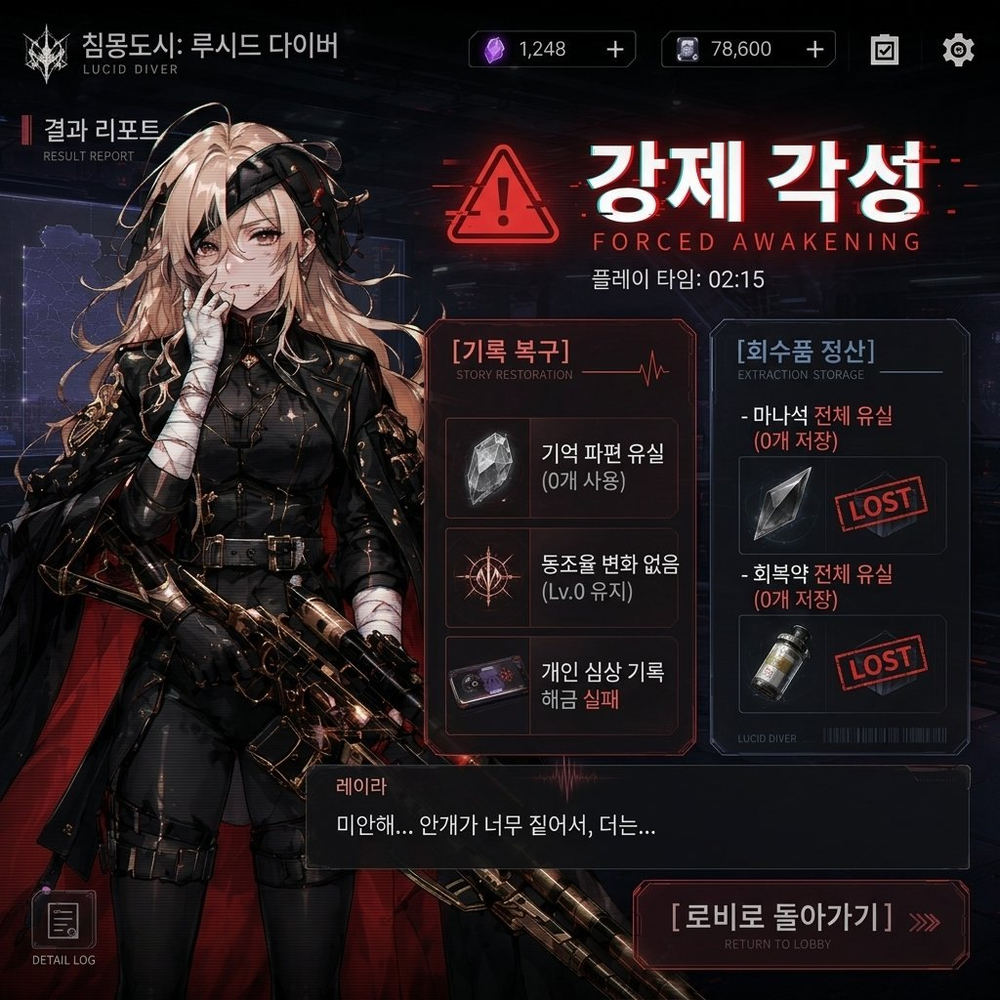 침몽도시: 루시드 다이버
LUCID DIVER
1,248
78,600
결과 리포트
RESULT REPORT
강제 각성
FORCED AWAKENING
플레이 타임: 02:15
[기록 복구]
STORY RESTORATION
기억 파편 유실
(0개 사용)
동조율 변화 없음
(Lv.0 유지)
개인 심상 기록
해금 실패
[회수품 정산]
EXTRACTION STORAGE
- 마나석 전체 유실
(0개 저장)
LOST
- 회복약 전체 유실
(0개 저장)
LOST
LUCID DIVER
레이라
미안해... 안개가 너무 짙어서, 더는...
[로비로 돌아가기]
RETURN TO LOBBY
DETAIL LOG